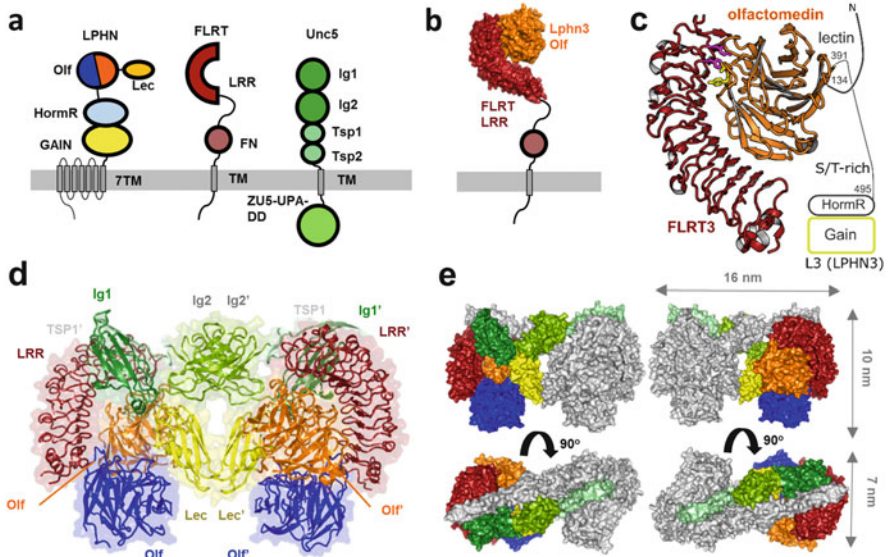 a
LPHN
FLRT
Unc5
Olf
Lec
HormR
GAIN
7TM
LRR
FN
TM
Ig1
Ig2
Tsp1
Tsp2
TM
ZU5-UPA-
DD
b
Lphn3
Olf
FLRT
LRR
c
olfactomedin
N
lectin
391
134
S/T-rich
495
HormR
Gain
FLRT3
L3 (LPHN3)
d
Ig1
Ig2
Ig2'
TSP1
Ig1'
TSP1'
LRR
LRR'
Olf
Lec
Lec'
Olf'
Olf
Olf'
e
16 nm
10 nm
90°
90°
7 nm